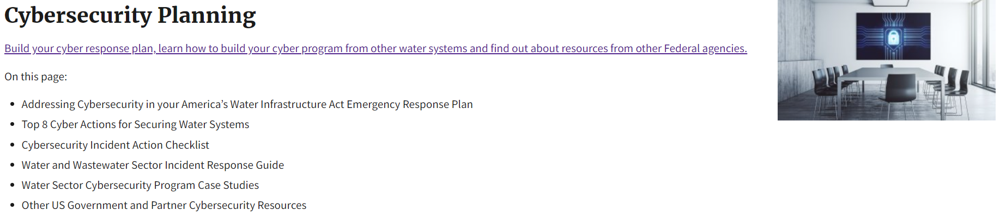 Cybersecurity Planning
Build your cyber response plan, learn how to build your cyber program from other water systems and find out about resources from other Federal agencies.
On this page:
• Addressing Cybersecurity in your America’s Water Infrastructure Act Emergency Response Plan
• Top 8 Cyber Actions for Securing Water Systems
• Cybersecurity Incident Action Checklist
• Water and Wastewater Sector Incident Response Guide
• Water Sector Cybersecurity Program Case Studies
• Other US Government and Partner Cybersecurity Resources